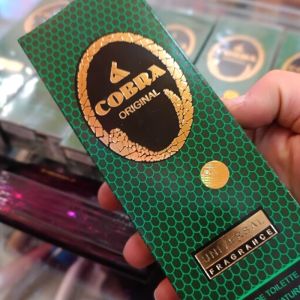 COBRA
ORIGINAL
UNIVERSAL
FRAGRANCE
TOILETTE